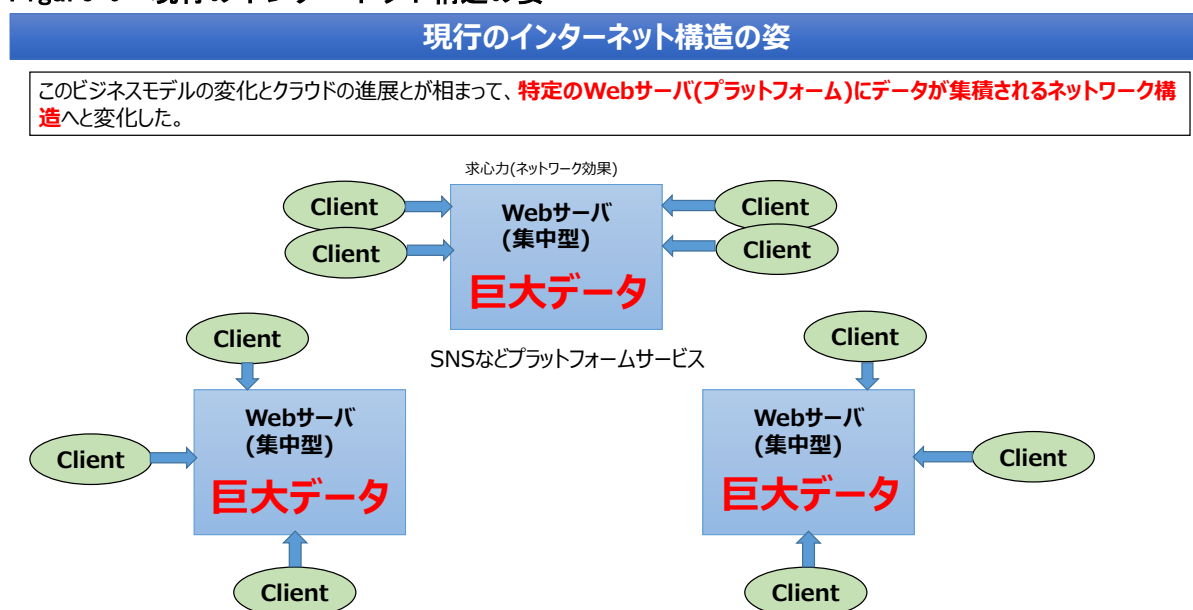 現行のインターネット構造の姿
このビジネスモデルの変化とクラウドの進展とが相まって、特定のWebサーバ(プラットフォーム)にデータが集積されるネットワーク構
造へと変化した。
求心力(ネットワーク効果)
Client
Client
Webサーバ
(集中型)
巨大データ
Client
Client
SNSなどプラットフォームサービス
Client
Client
Webサーバ
(集中型)
巨大データ
Client
Client
Webサーバ
(集中型)
巨大データ
Client
Client